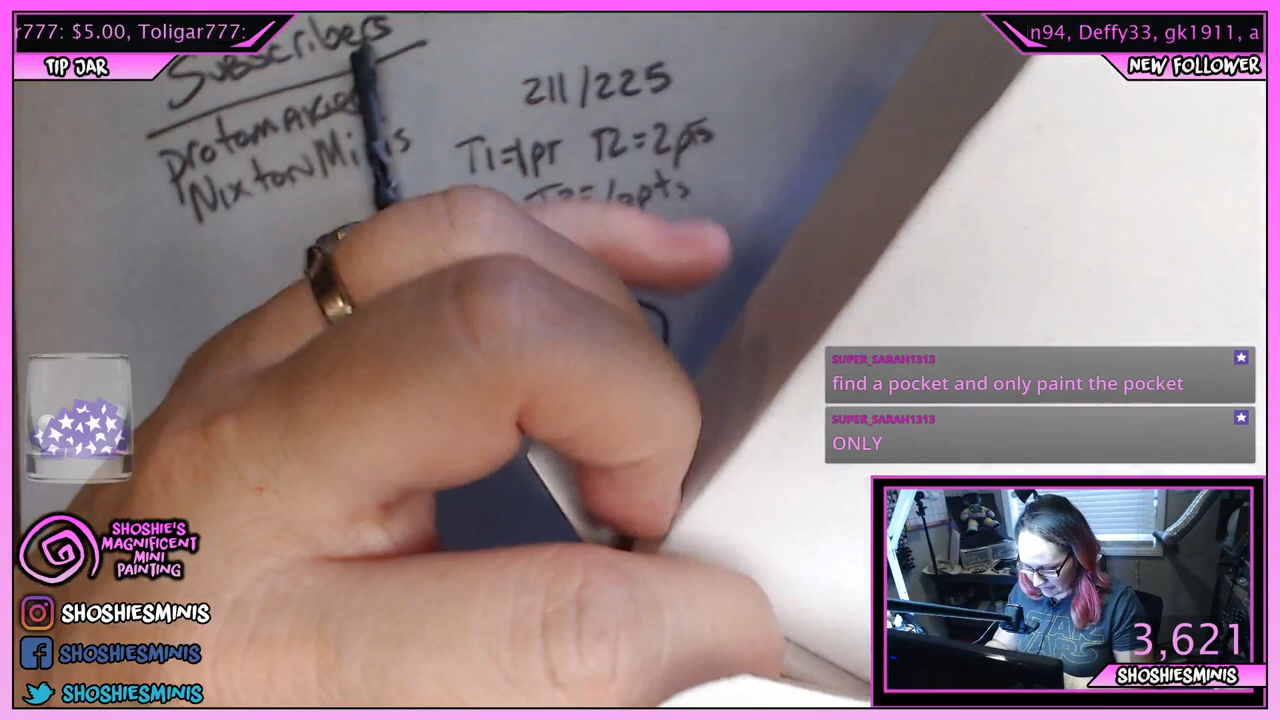 r777: $5.00, Toligar777:
TIP JAR
n94, Deffy33, gk1911, a
NEW FOLLOWER
Subscribers
NixtonMinis
211/225
T1=1pt T2=2pts
SUPER_SARAH1313
find a pocket and only paint the pocket
SUPER_SARAH1313
ONLY
SHOSHIE'S
MAGNIFICENT
MINI
PAINTING
SHOSHIESMINIS
SHOSHIESMINIS
SHOSHIESMINIS
STAR
WARS
3,621
SHOSHIESMINIS